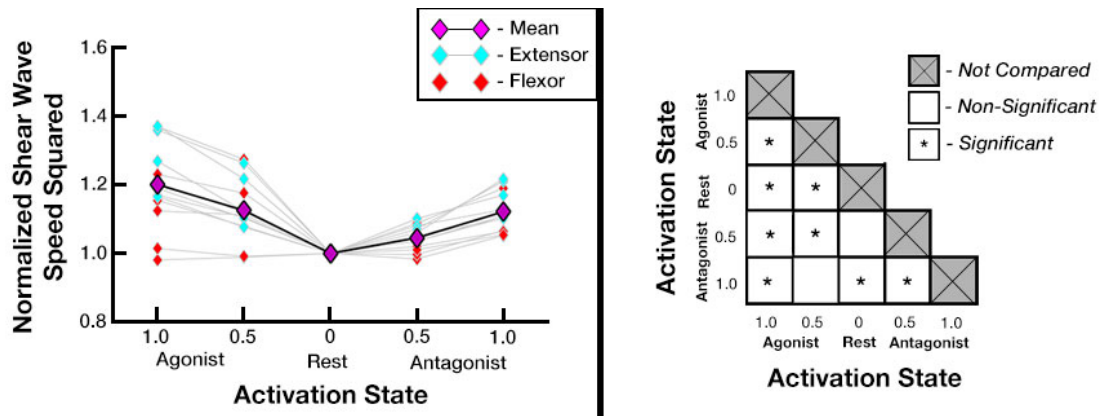 - Mean
- Extensor
- Flexor
Normalized Shear Wave
Speed Squared
1.6
1.4
1.2
1.0
0.8
1.0 0.5 0 0.5 1.0
Agonist Rest Antagonist
Activation State
- Not Compared
- Non-Significant
* - Significant
Activation State
Agonist
Rest
Antagonist
1.0
0.5 *
0 * *
0.5 * *
1.0 * * *
1.0 0.5 0 0.5 1.0
Agonist Rest Antagonist
Activation State